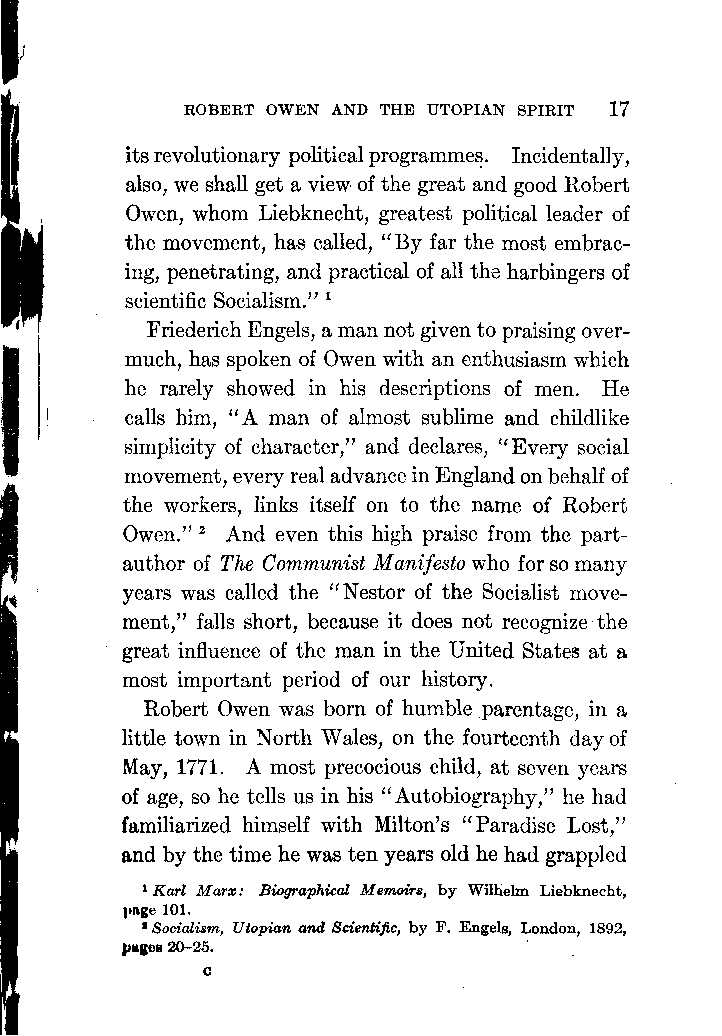 ROBERT OWEN AND THE UTOPIAN SPIRIT 17
its revolutionary political programmes. Incidentally,
also, we shall get a view of the great and good Robert
Owen, whom Liebknecht, greatest political leader of
the movement, has called, "By far the most embrac-
ing, penetrating, and practical of all the harbingers of
scientific Socialism." ¹
Friederich Engels, a man not given to praising over-
much, has spoken of Owen with an enthusiasm which
he rarely showed in his descriptions of men. He
calls him, "A man of almost sublime and childlike
simplicity of character," and declares, "Every social
movement, every real advance in England on behalf of
the workers, links itself on to the name of Robert
Owen." ² And even this high praise from the part-
author of The Communist Manifesto who for so many
years was called the "Nestor of the Socialist move-
ment," falls short, because it does not recognize the
great influence of the man in the United States at a
most important period of our history.
Robert Owen was born of humble parentage, in a
little town in North Wales, on the fourteenth day of
May, 1771. A most precocious child, at seven years
of age, so he tells us in his "Autobiography," he had
familiarized himself with Milton's "Paradise Lost,"
and by the time he was ten years old he had grappled
¹ Karl Marx: Biographical Memoirs, by Wilhelm Liebknecht,
page 101.
² Socialism, Utopian and Scientific, by F. Engels, London, 1892,
pages 20-25.
C